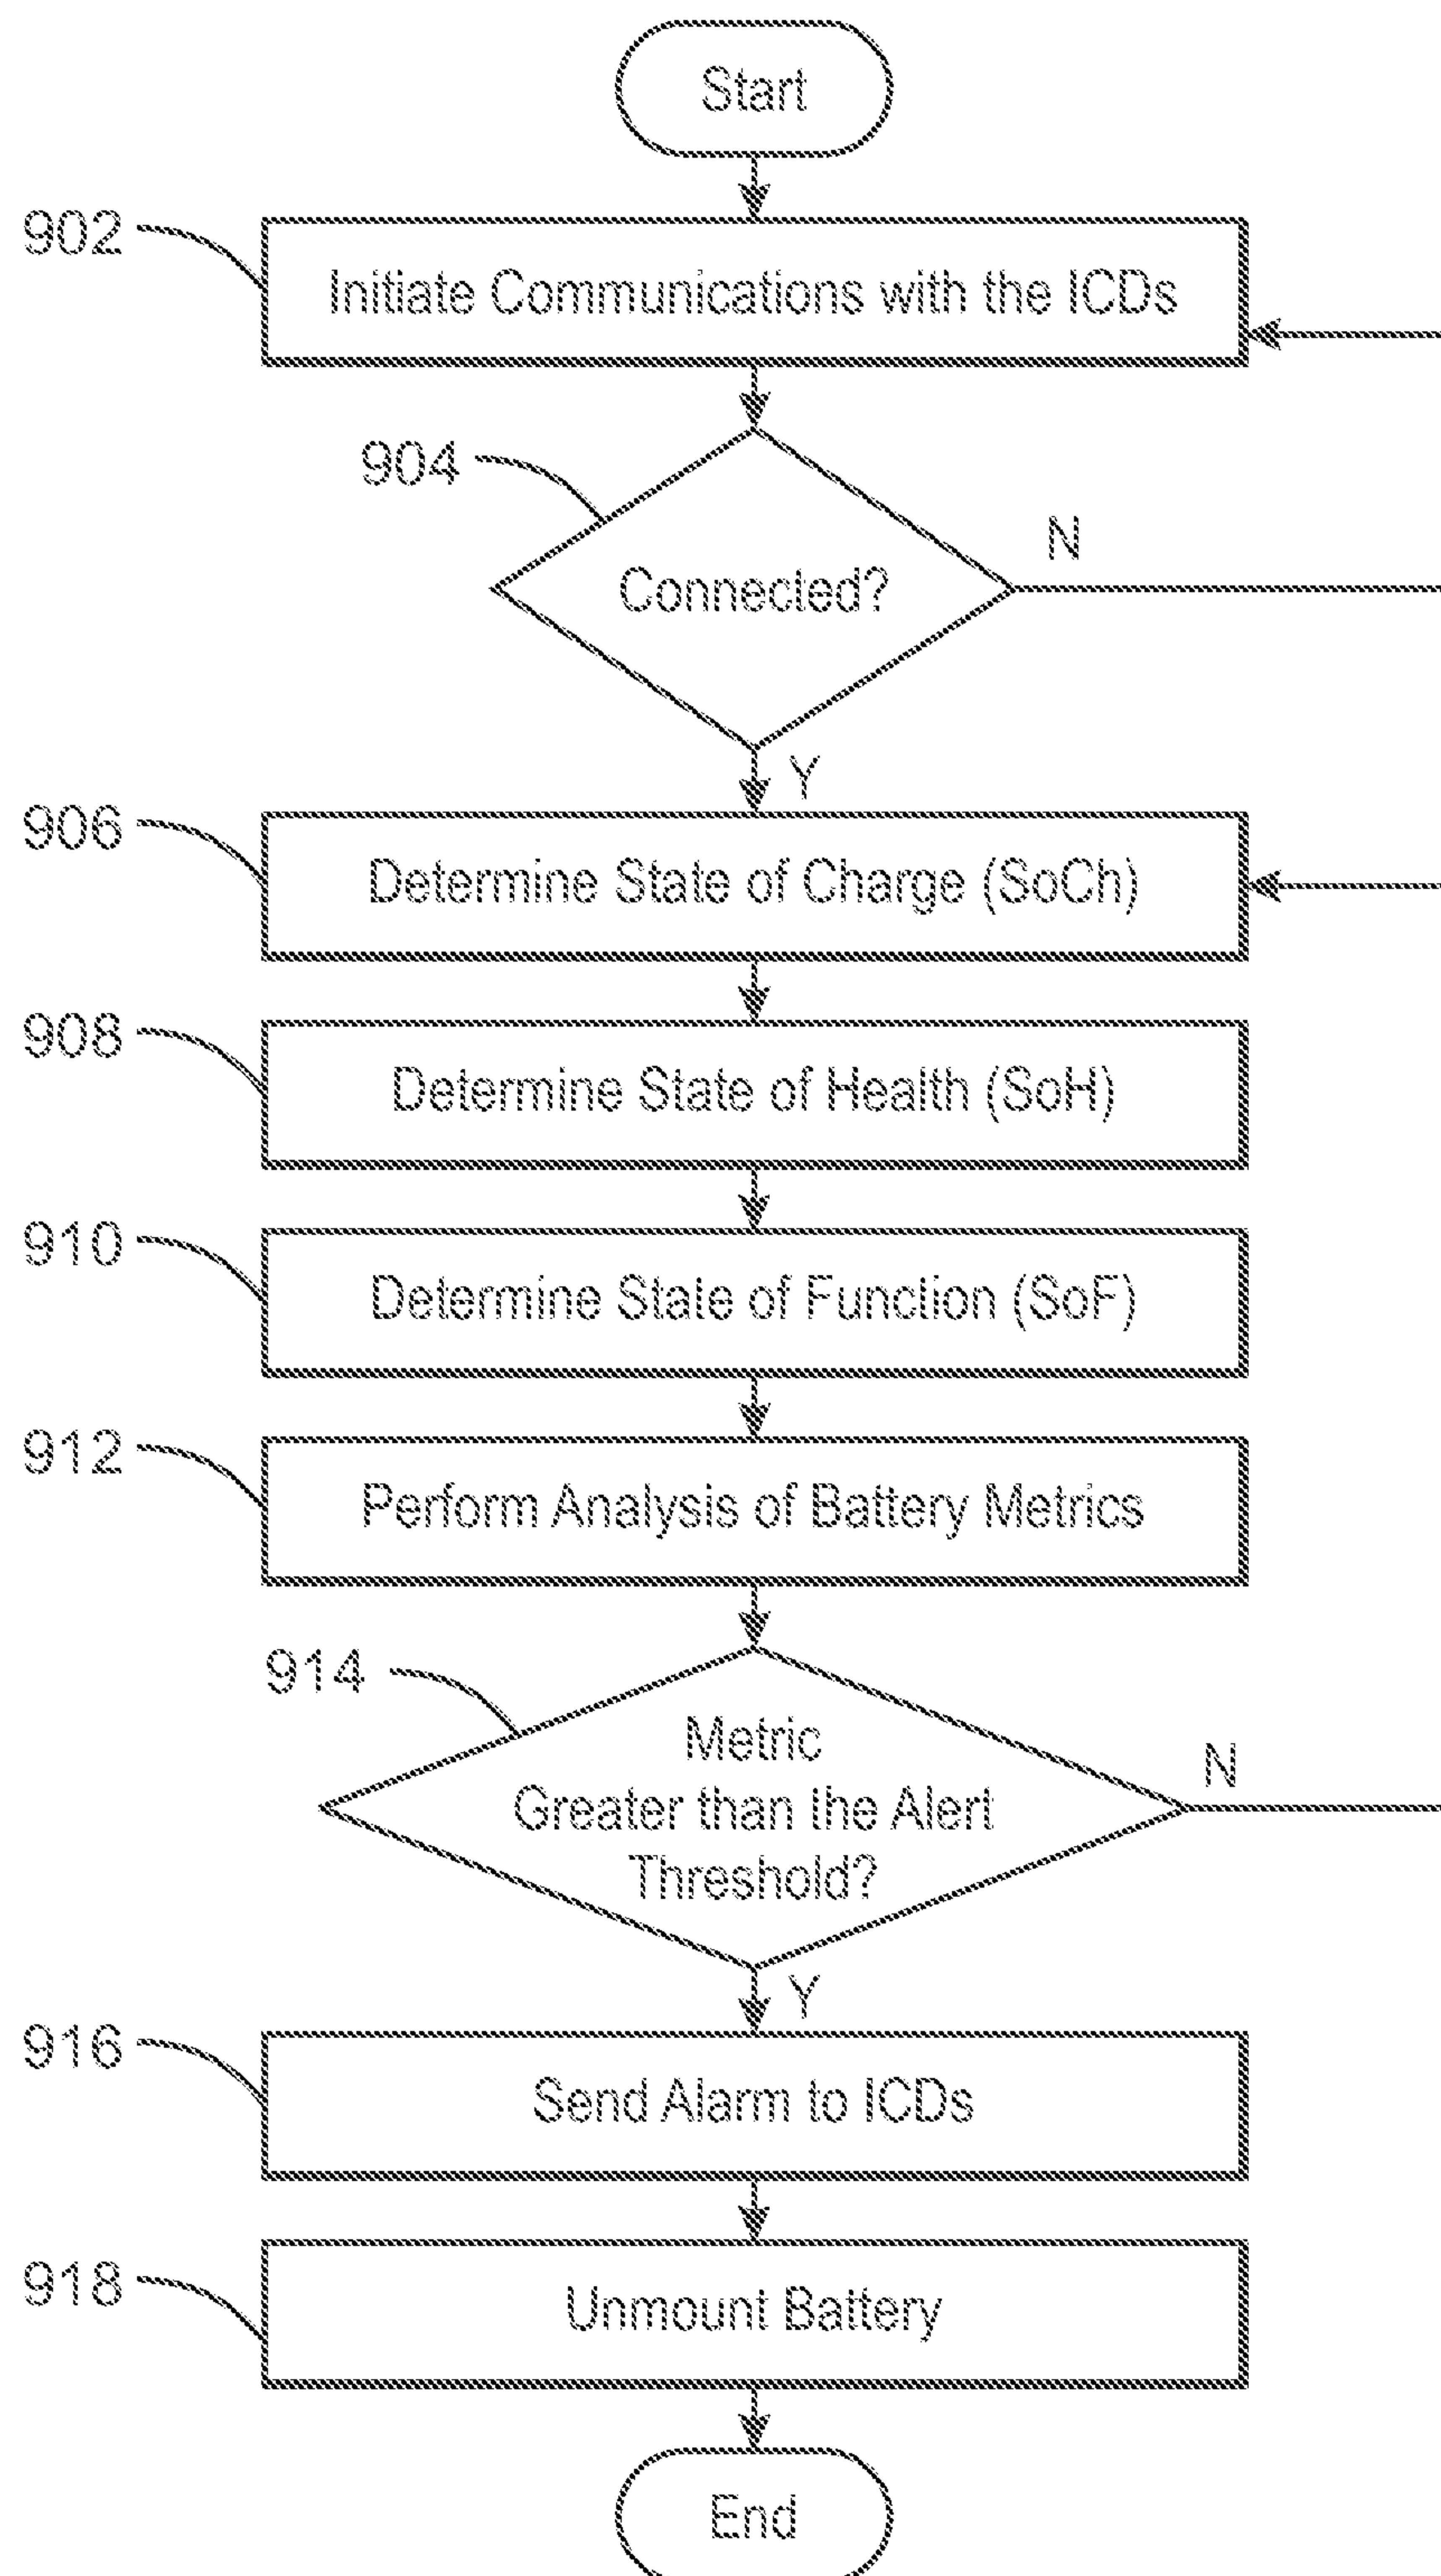 Start
902
Initiate Communications with the ICDs
904
Connected?
N
Y
906
Determine State of Charge (SoCh)
908
Determine State of Health (SoH)
910
Determine State of Function (SoF)
912
Perform Analysis of Battery Metrics
914
Metric
Greater than the Alert
Threshold?
N
Y
916
Send Alarm to ICDs
918
Unmount Battery
End